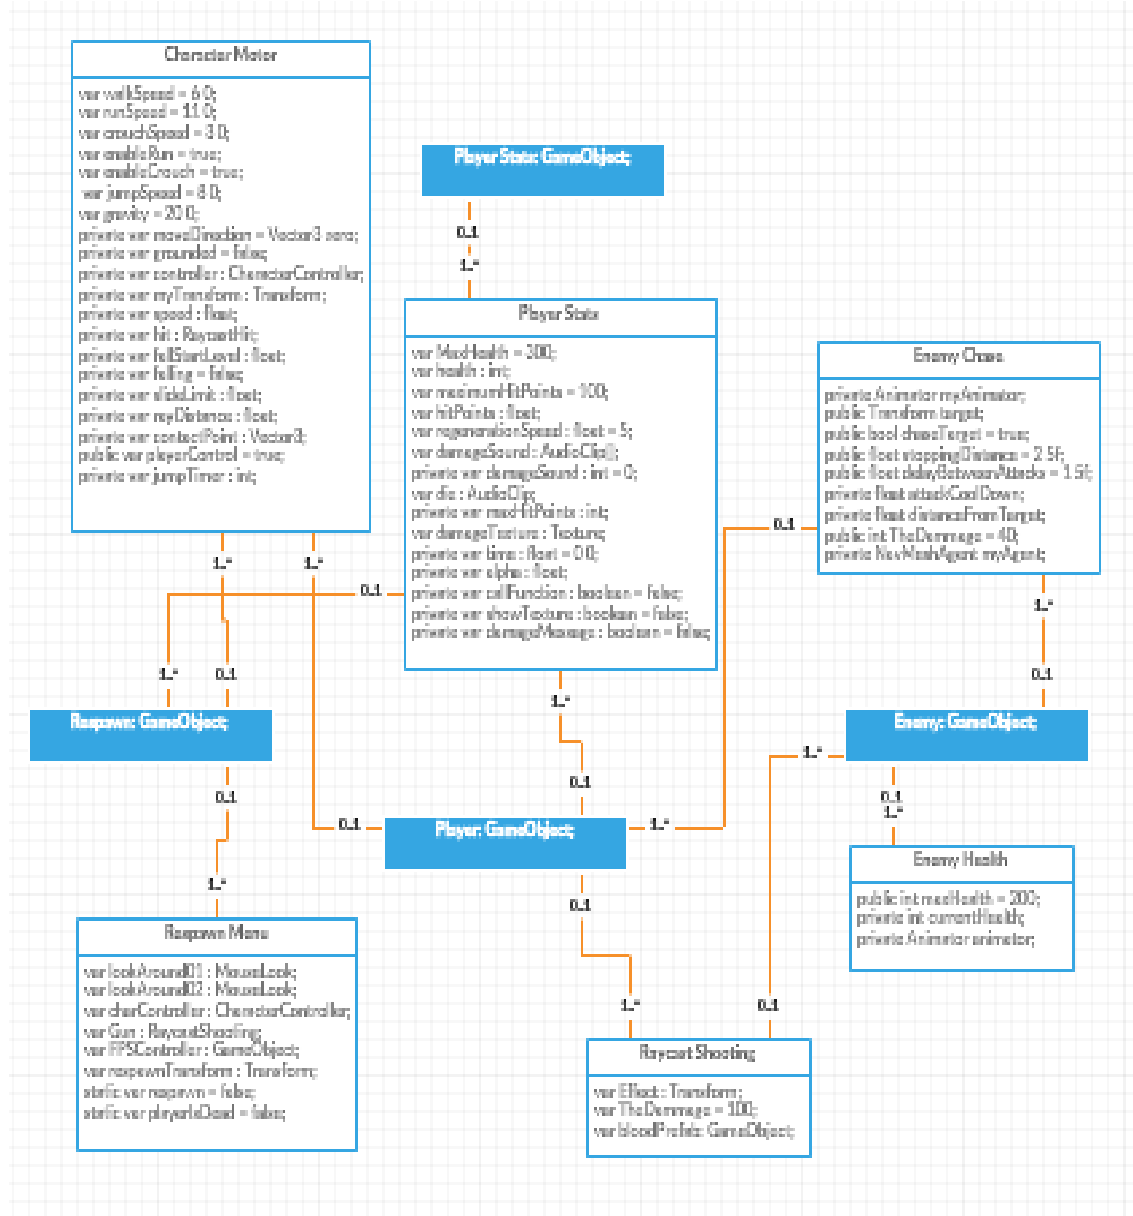 Character Motor
var walkSpeed = 6.0;
var runSpeed = 11.0;
var crouchSpeed = 3.0;
var enableRun = true;
var enableCrouch = true;
var jumpSpeed = 8.0;
var gravity = 20.0;
private var moveDirection = Vector3.zero;
private var grounded = false;
private var controller : CharacterController;
private var myTransform : Transform;
private var speed : float;
private var hit : RaycastHit;
private var fallStartLevel : float;
private var falling = false;
private var slideLimit : float;
private var rayDistance : float;
private var contactPoint : Vector3;
public var playerControl = true;
private var jumpTimer : int;
Player Stats: GameObject;
0..1
1..*
Player Stats
var MaxHealth = 300;
var health : int;
var maximumHitPoints = 100;
var hitPoints : float;
var regenerationSpeed : float = 5;
var damageSound : AudioClip[];
private var damageSound : int = 0;
var die : AudioClip;
private var maxHitPoints : int;
var damageTexture : Texture;
private var time : float = 0.0;
private var alpha : float;
private var callFunction : boolean = false;
private var showTexture : boolean = false;
private var damageMessage : boolean = false;
Enemy Chase
private Animator myAnimator;
public Transform target;
public bool chaseTarget = true;
public float stoppingDistance = 2.5f;
public float delayBetweenAttacks = 1.5f;
private float attackCoolDown;
private float distanceFromTarget;
public int TheDammage = 40;
private NavMeshAgent myAgent;
0..1
1..*
1..*
0..1
1..*
1..*
0..1
0..1
1..*
Respawn: GameObject;
Enemy: GameObject;
1..*
0..1
0..1
0..1
1..*
0..1
Player: GameObject;
1..*
Enemy Health
public int maxHealth = 200;
private int currentHealth;
private Animator animator;
1..*
0..1
Respawn Menu
var lookAround01 : MouseLook;
var lookAround02 : MouseLook;
var charController : CharacterController;
var Gun : RaycastShooting;
var FPSController : GameObject;
var respawnTransform : Transform;
static var respawn = false;
static var playerIsDead = false;
1..*
0..1
Raycast Shooting
var Effect : Transform;
var TheDammage = 100;
var bloodPrefab: GameObject;